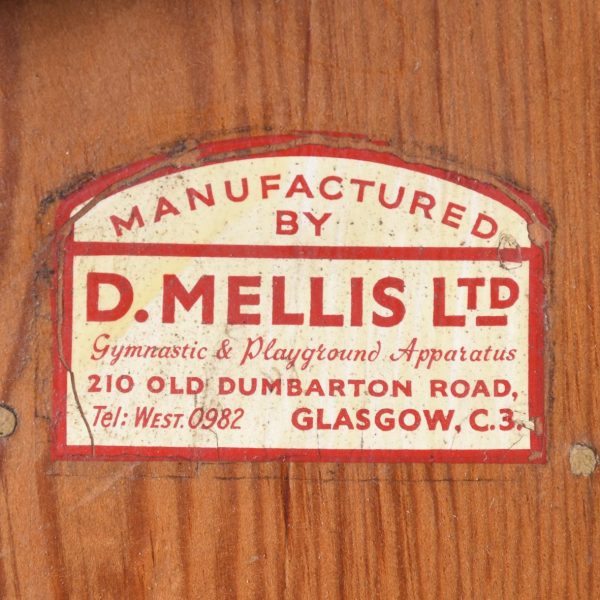 MANUFACTURED
BY
D. MELLIS LTD
Gymnastic & Playground Apparatus
210 OLD DUMBARTON ROAD,
Tel: WEST. 0982 GLASGOW, C.3.